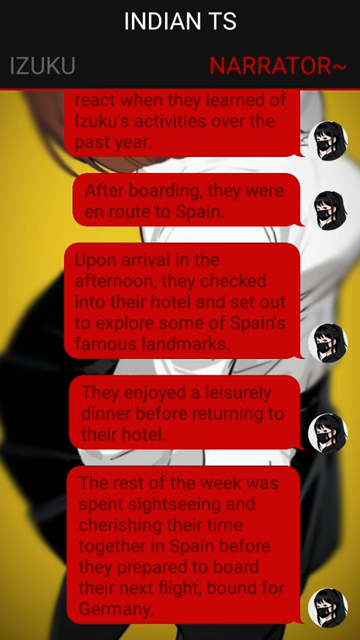 INDIAN TS
IZUKU
NARRATOR~
react when they learned of
Izuku's activities over the
past year.
After boarding, they were
en route to Spain.
Upon arrival in the
afternoon, they checked
into their hotel and set out
to explore some of Spain's
famous landmarks.
They enjoyed a leisurely
dinner before returning to
their hotel.
The rest of the week was
spent sightseeing and
cherishing their time
together in Spain before
they prepared to board
their next flight, bound for
Germany.